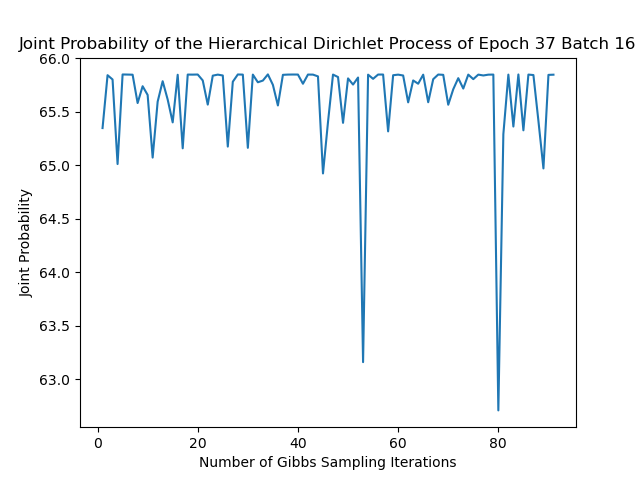 Joint Probability of the Hierarchical Dirichlet Process of Epoch 37 Batch 16
66.0
65.5
65.0
64.5
64.0
63.5
63.0
Joint Probability
0 20 40 60 80
Number of Gibbs Sampling Iterations